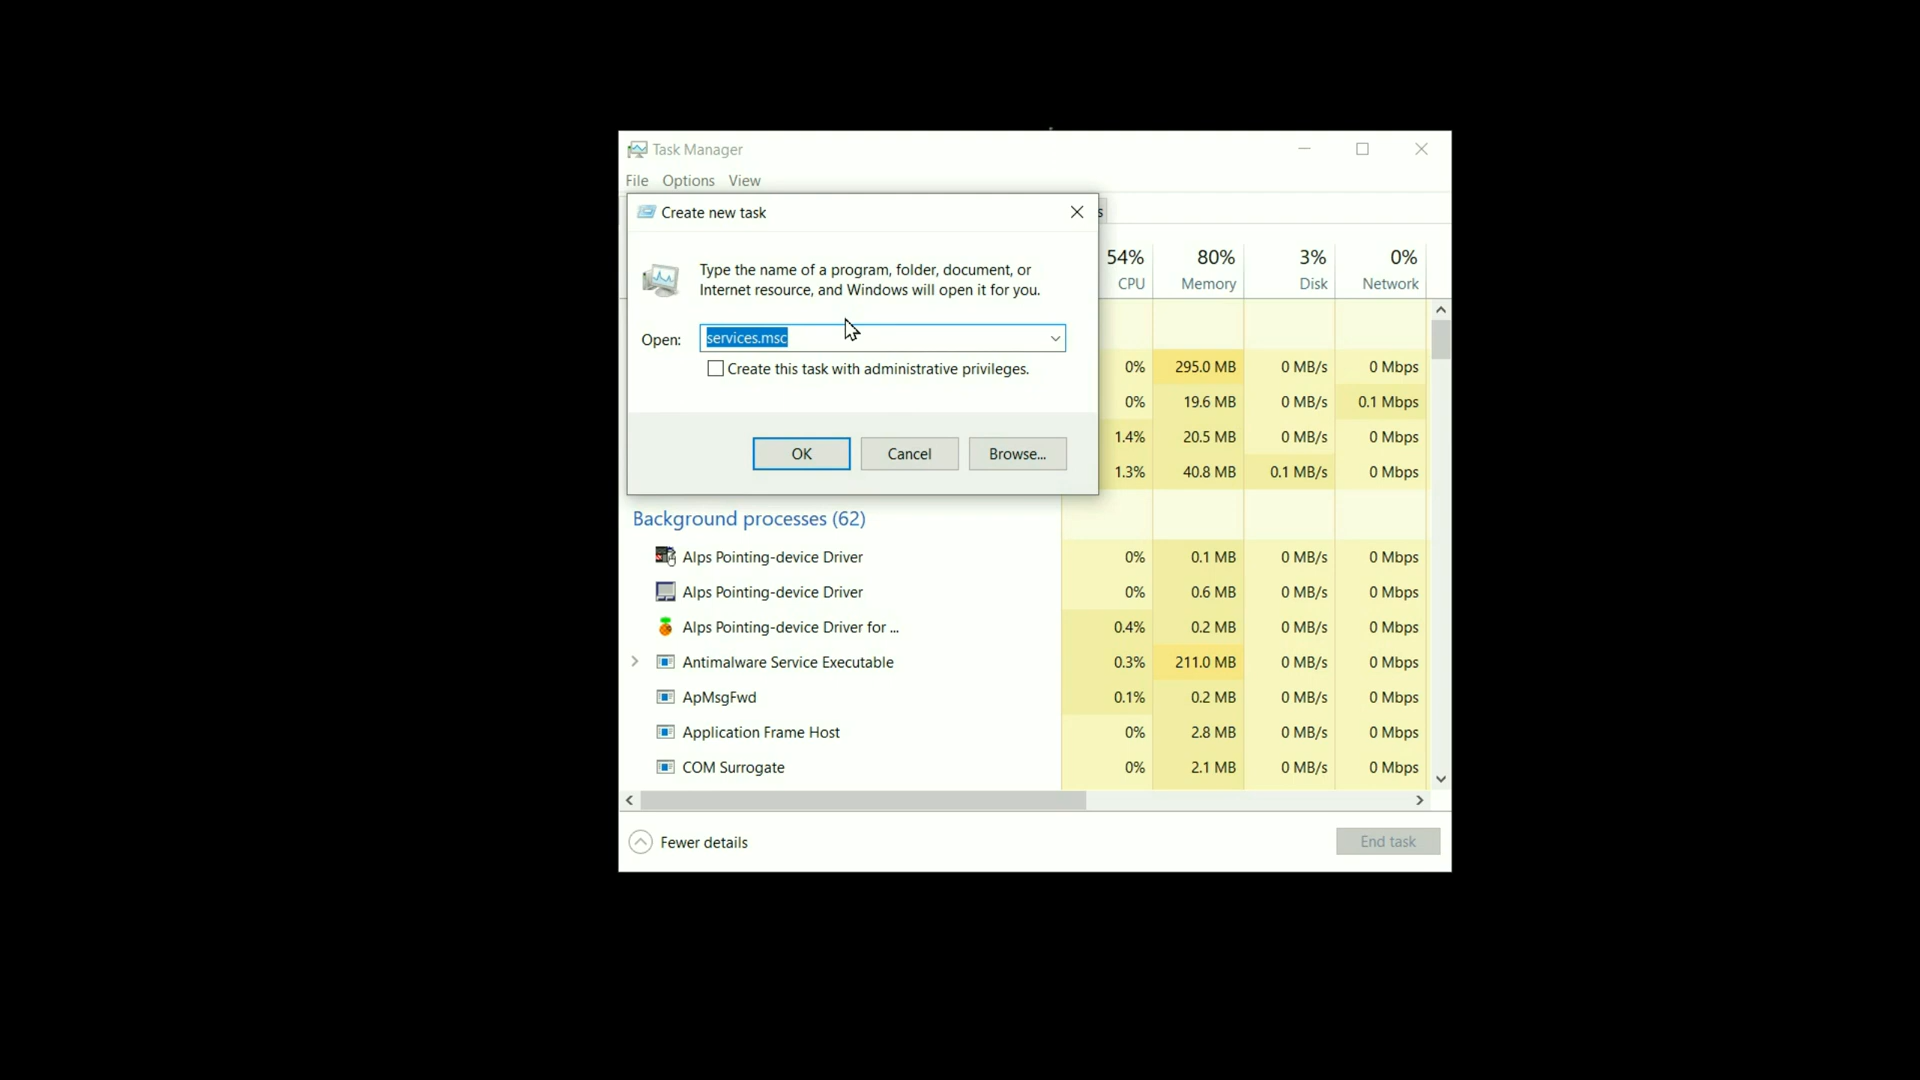 Task Manager
File Options View
Create new task
s
54% 80% 3% 0%
CPU Memory Disk Network
Type the name of a program, folder, document, or
Internet resource, and Windows will open it for you.
Open: services.msc
Create this task with administrative privileges.
OK Cancel Browse...
0% 295.0 MB 0 MB/s 0 Mbps
0% 19.6 MB 0 MB/s 0.1 Mbps
1.4% 20.5 MB 0 MB/s 0 Mbps
1.3% 40.8 MB 0.1 MB/s 0 Mbps
Background processes (62)
Alps Pointing-device Driver 0% 0.1 MB 0 MB/s 0 Mbps
Alps Pointing-device Driver 0% 0.6 MB 0 MB/s 0 Mbps
Alps Pointing-device Driver for ... 0.4% 0.2 MB 0 MB/s 0 Mbps
Antimalware Service Executable 0.3% 211.0 MB 0 MB/s 0 Mbps
ApMsgFwd 0.1% 0.2 MB 0 MB/s 0 Mbps
Application Frame Host 0% 2.8 MB 0 MB/s 0 Mbps
COM Surrogate 0% 2.1 MB 0 MB/s 0 Mbps
Fewer details End task